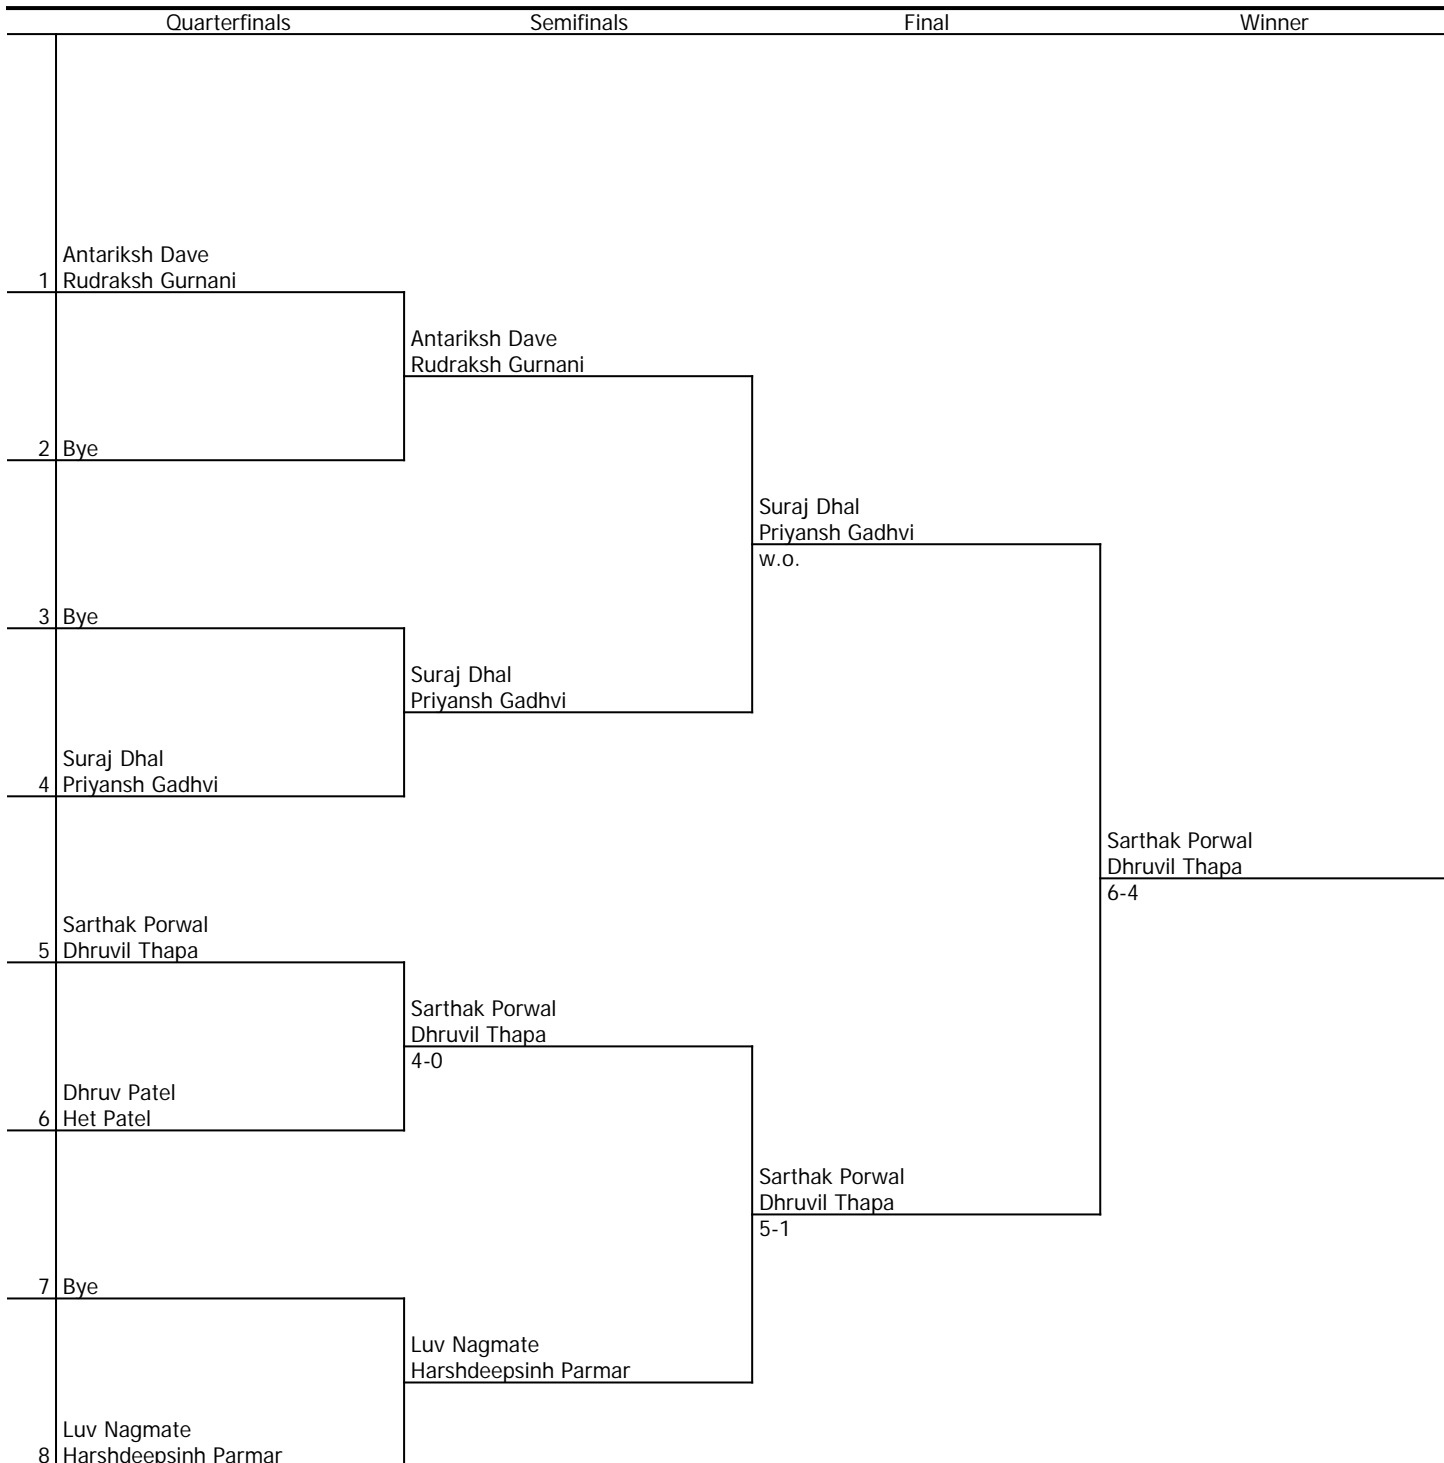 Quarterfinals Semifinals Final Winner
Antariksh Dave
1 Rudraksh Gurnani
Antariksh Dave
Rudraksh Gurnani
2 Bye
Suraj Dhal
Priyansh Gadhvi
w.o.
3 Bye
Suraj Dhal
Priyansh Gadhvi
Suraj Dhal
4 Priyansh Gadhvi
Sarthak Porwal
Dhruvil Thapa
6-4
Sarthak Porwal
5 Dhruvil Thapa
Sarthak Porwal
Dhruvil Thapa
4-0
Dhruv Patel
6 Het Patel
Sarthak Porwal
Dhruvil Thapa
5-1
7 Bye
Luv Nagmate
Harshdeepsinh Parmar
Luv Nagmate
8 Harshdeepsinh Parmar